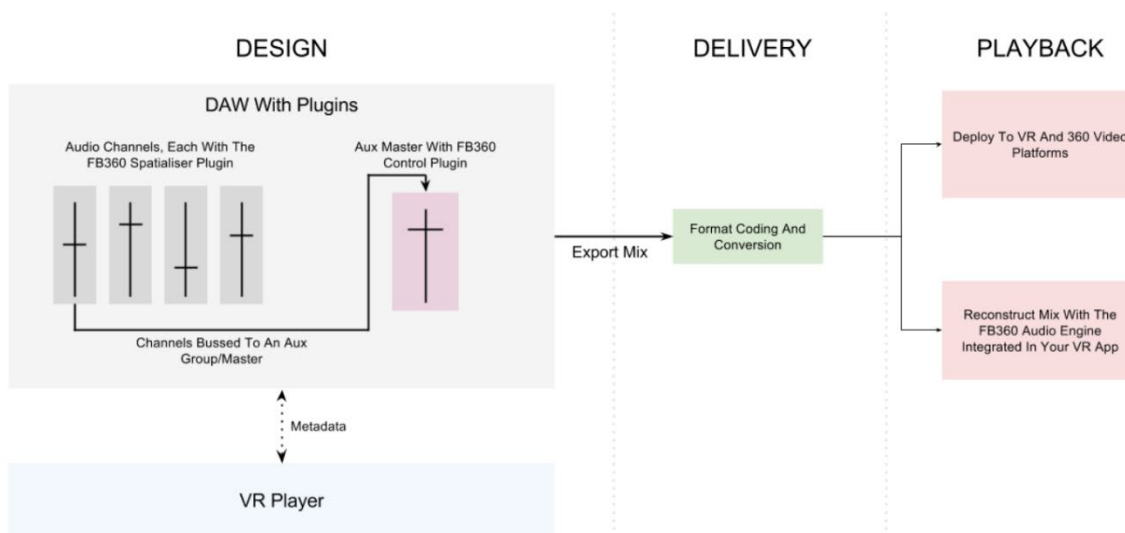 DESIGN
DELIVERY
PLAYBACK
DAW With Plugins
Audio Channels, Each With The
FB360 Spatialiser Plugin
Aux Master With FB360
Control Plugin
Channels Bussed To An Aux
Group/Master
Metadata
VR Player
Export Mix
Format Coding And
Conversion
Deploy To VR And 360 Video
Platforms
Reconstruct Mix With The
FB360 Audio Engine
Integrated In Your VR App